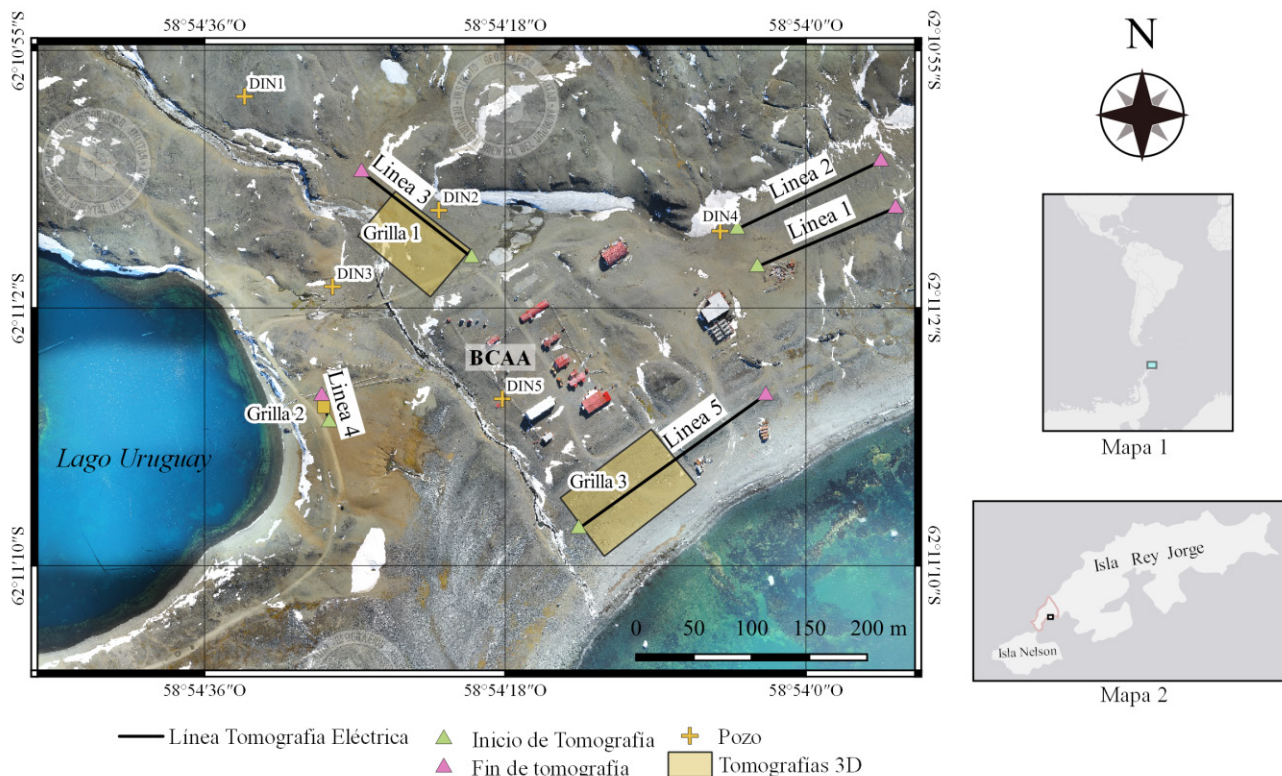 58°54'36"O
58°54'18"O
58°54'0"O
62°10'55"S
62°10'55"S
DIN1
Linea 3
DIN2
Grilla 1
DIN3
Linea 2
DIN4
Linea 1
62°11'2"S
62°11'2"S
BCAA
DIN5
Linea 4
Grilla 2
Lago Uruguay
Linea 5
Grilla 3
62°11'10"S
62°11'10"S
0 50 100 150 200 m
58°54'36"O
58°54'18"O
58°54'0"O
Línea Tomografia Eléctrica
Inicio de Tomografía
Fin de tomografía
Pozo
Tomografías 3D
N
Mapa 1
Isla Rey Jorge
Isla Nelson
Mapa 2